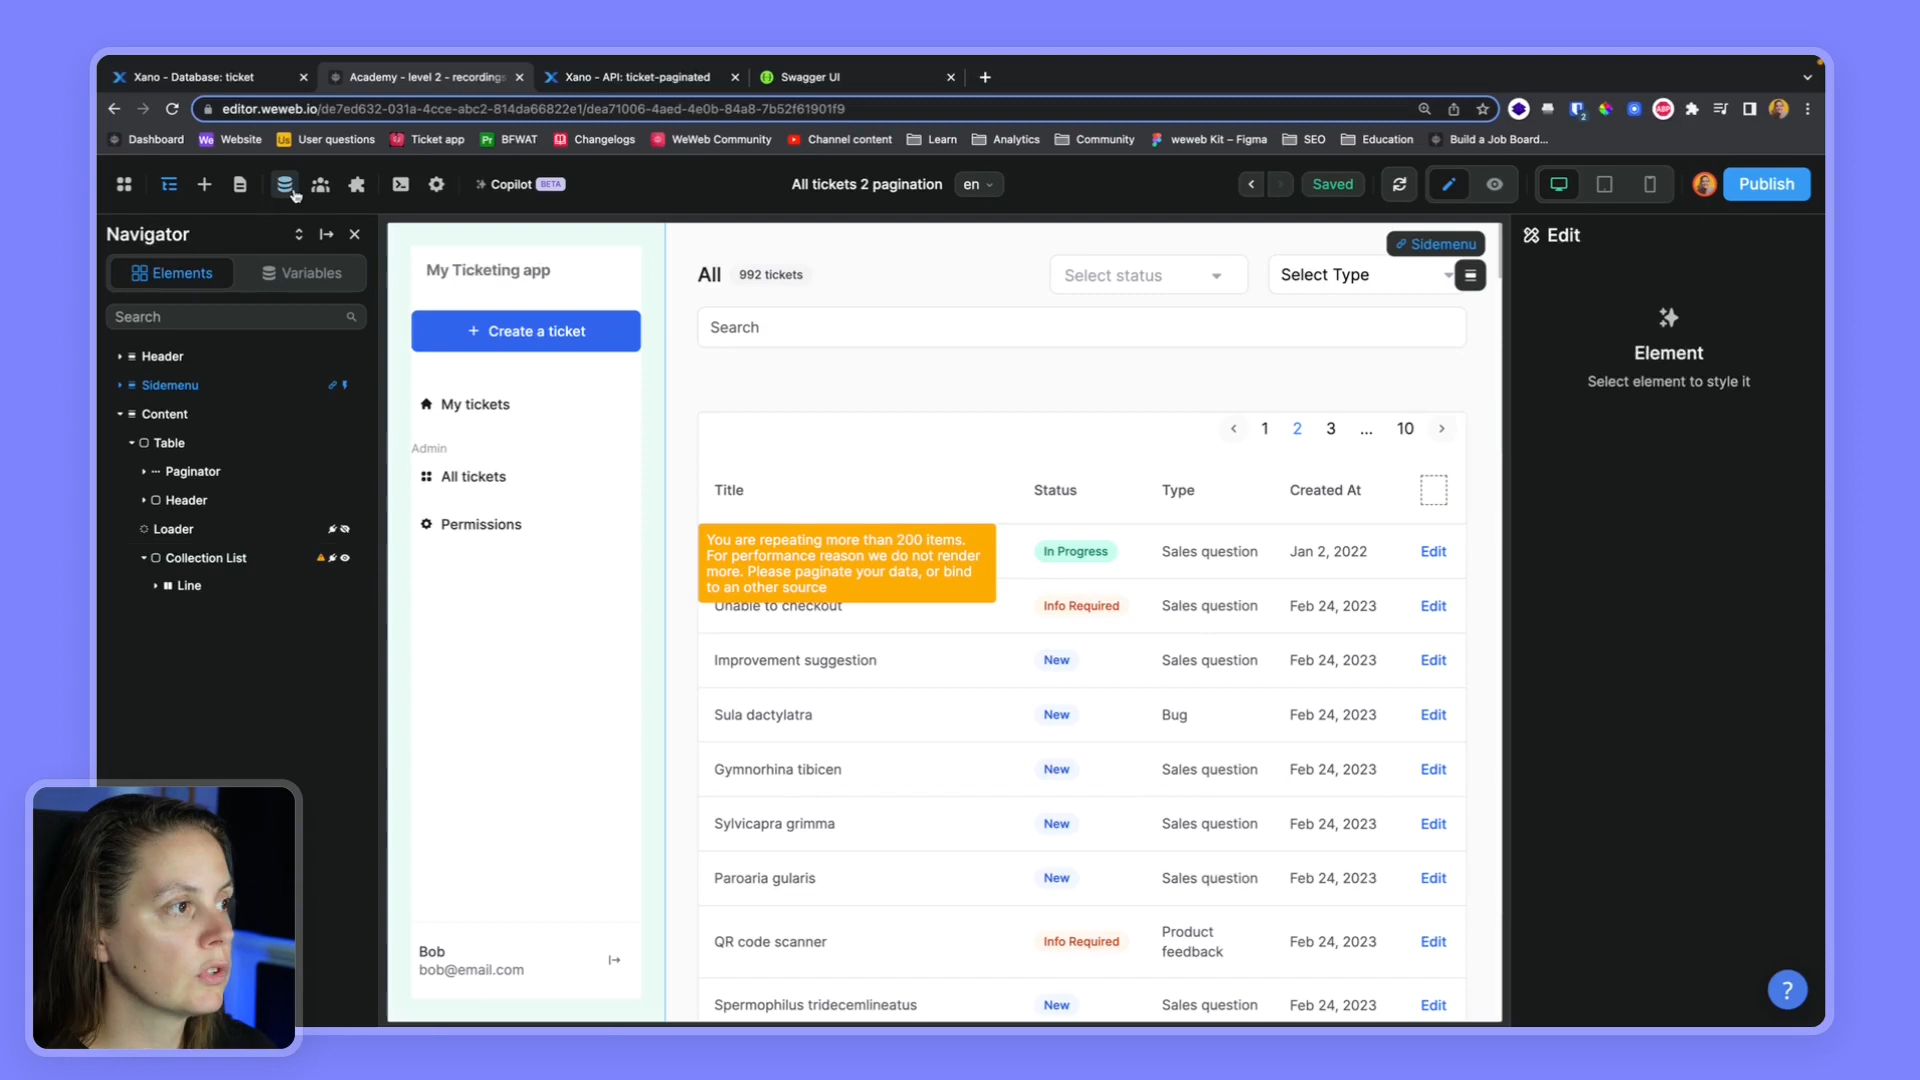 Xano - Database: ticket
Academy - level 2 - recordings
Xano - API: ticket-paginated
Swagger UI
editor.weweb.io/de7ed632-031a-4cce-abc2-814da66822e1/dea71006-4aed-4e0b-84a8-7b52f61901f9
Dashboard
We Website
Us User questions
Ticket app
Pr BFWAT
Changelogs
WeWeb Community
Channel content
Learn
Analytics
Community
weweb Kit – Figma
SEO
Education
Build a Job Board...
Copilot BETA
All tickets 2 pagination
en
Saved
Publish
Navigator
Elements
Variables
Search
Header
Sidemenu
Content
Table
Paginator
Header
Loader
Collection List
Line
My Ticketing app
+ Create a ticket
My tickets
Admin
All tickets
Permissions
Bob
bob@email.com
Sidemenu
All 992 tickets
Select status
Select Type
Search
1 2 3 ... 10
Title Status Type Created At
You are repeating more than 200 items.
For performance reason we do not render
more. Please paginate your data, or bind
to an other source
In Progress Sales question Jan 2, 2022 Edit
Unable to checkout Info Required Sales question Feb 24, 2023 Edit
Improvement suggestion New Sales question Feb 24, 2023 Edit
Sula dactylatra New Bug Feb 24, 2023 Edit
Gymnorhina tibicen New Sales question Feb 24, 2023 Edit
Sylvicapra grimma New Sales question Feb 24, 2023 Edit
Paroaria gularis New Sales question Feb 24, 2023 Edit
QR code scanner Info Required Product feedback Feb 24, 2023 Edit
Spermophilus tridecemlineatus New Sales question Feb 24, 2023 Edit
Edit
Element
Select element to style it
?